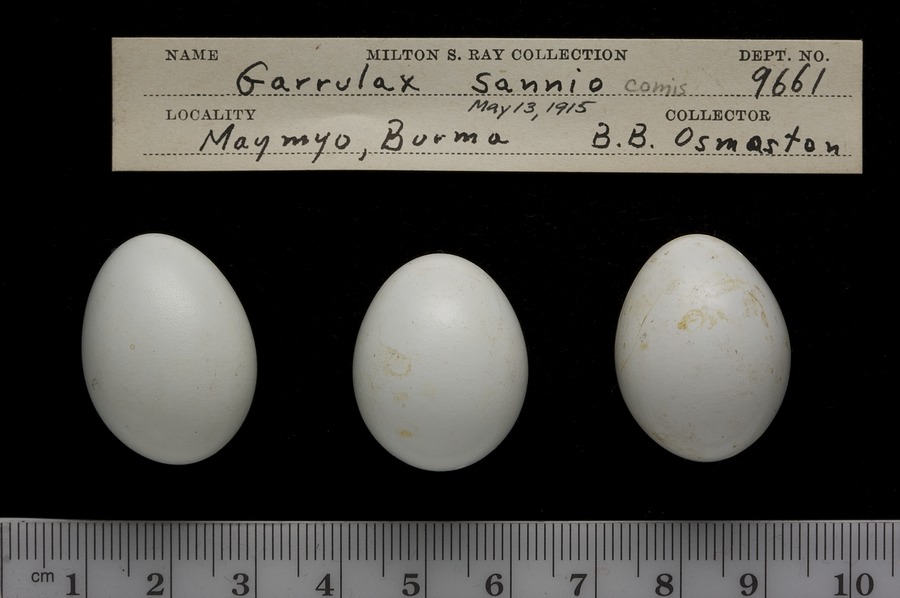 NAME MILTON S. RAY COLLECTION DEPT. NO.
Garrulax sannio comis 9661
May 13, 1915
LOCALITY COLLECTOR
Maymyo, Burma B.B. Osmaston
cm 1 2 3 4 5 6 7 8 9 10